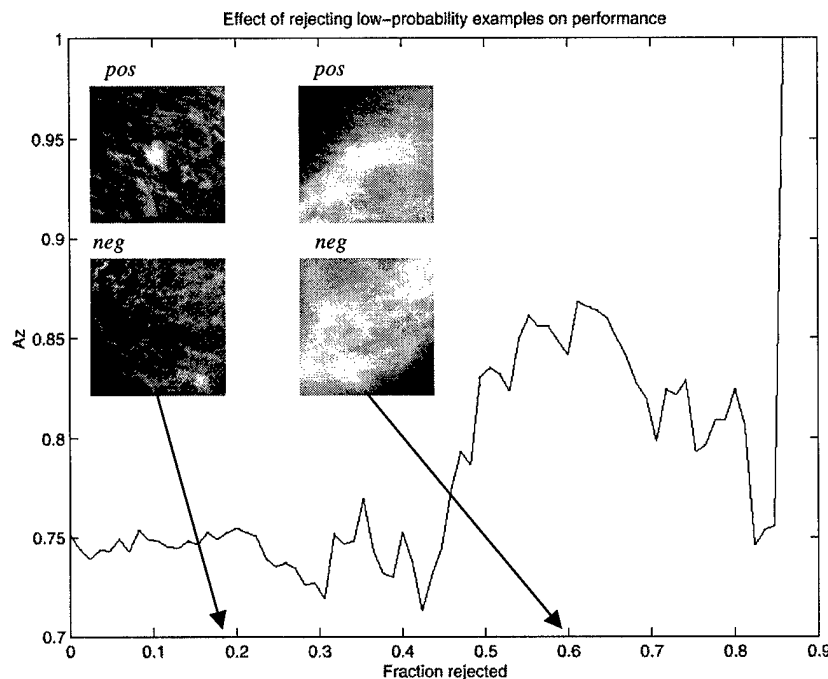 Effect of rejecting low-probability examples on performance
1
0.95
0.9
0.85
0.8
0.75
0.7
Az
pos
pos
neg
neg
0 0.1 0.2 0.3 0.4 0.5 0.6 0.7 0.8 0.9
Fraction rejected